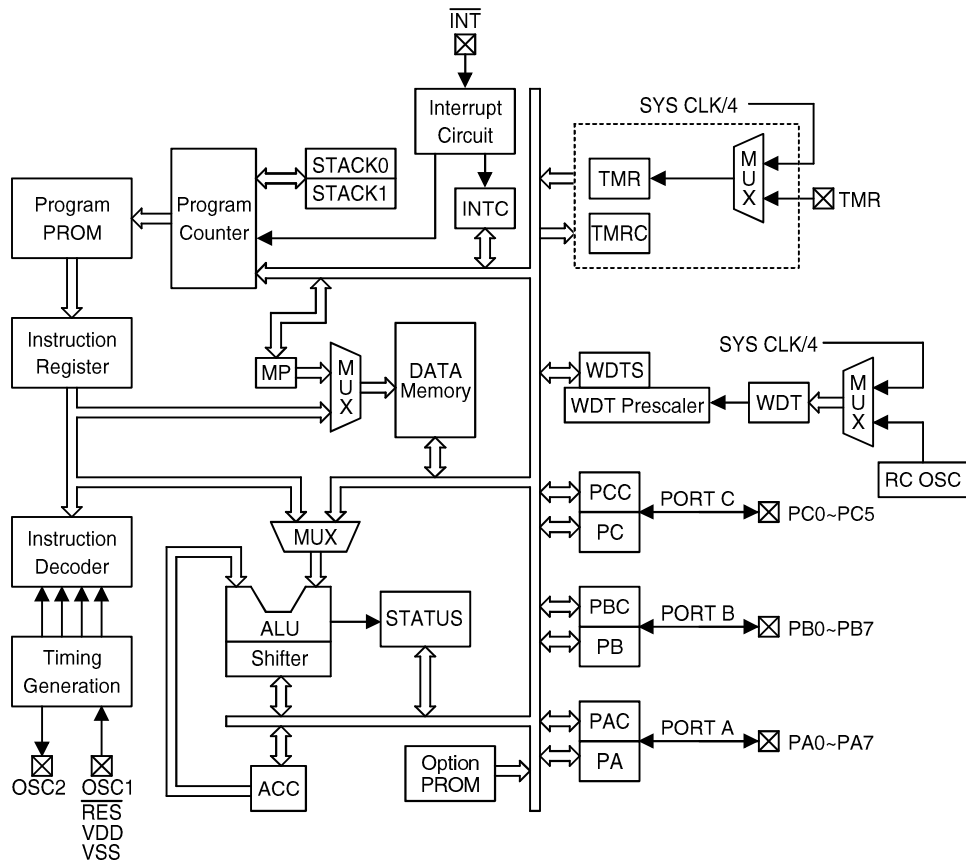 INT
Interrupt
Circuit
SYS CLK/4
STACK0
STACK1
Program
Counter
Program
PROM
INTC
TMR
MUX
TMR
TMRC
Instruction
Register
MP
MUX
DATA
Memory
SYS CLK/4
WDTS
WDT Prescaler
WDT
MUX
RC OSC
PCC
PC
PORT C
PC0~PC5
Instruction
Decoder
MUX
ALU
Shifter
STATUS
PBC
PB
PORT B
PB0~PB7
Timing
Generation
PAC
PA
PORT A
PA0~PA7
OSC2
OSC1
RES
VDD
VSS
ACC
Option
PROM